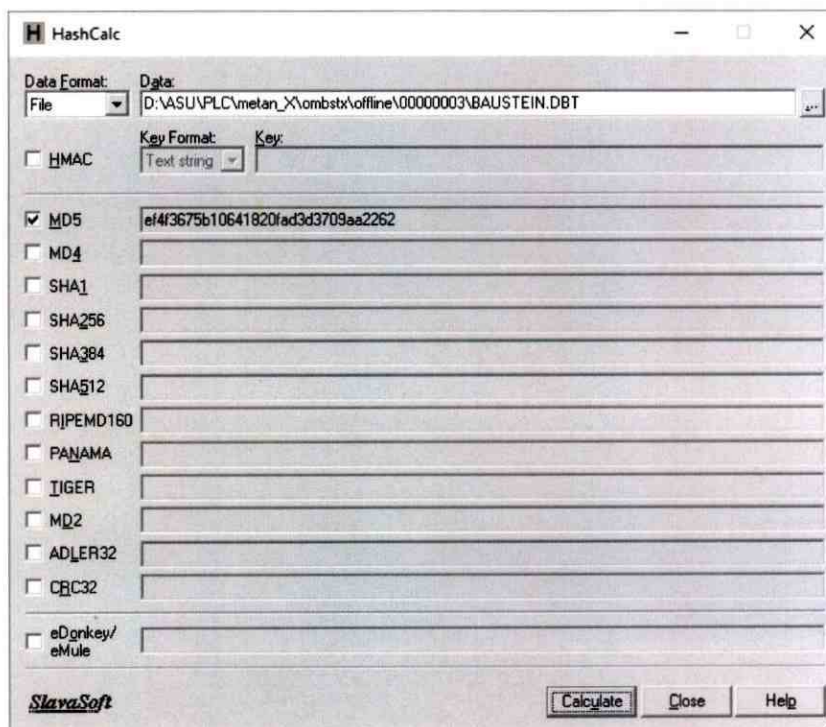 H HashCalc
Data Format: Data:
File D:\ASU\PLC\metan_X\ombstx\offline\00000003\BAUSTEIN.DBT ...
Key Format: Key:
HMAC Text string
MD5 ef4f3675b10641820fad3d3709aa2262
MD4
SHA1
SHA256
SHA384
SHA512
RIPEMD160
PANAMA
TIGER
MD2
ADLER32
CRC32
eDonkey/
eMule
SlavaSoft Calculate Close Help